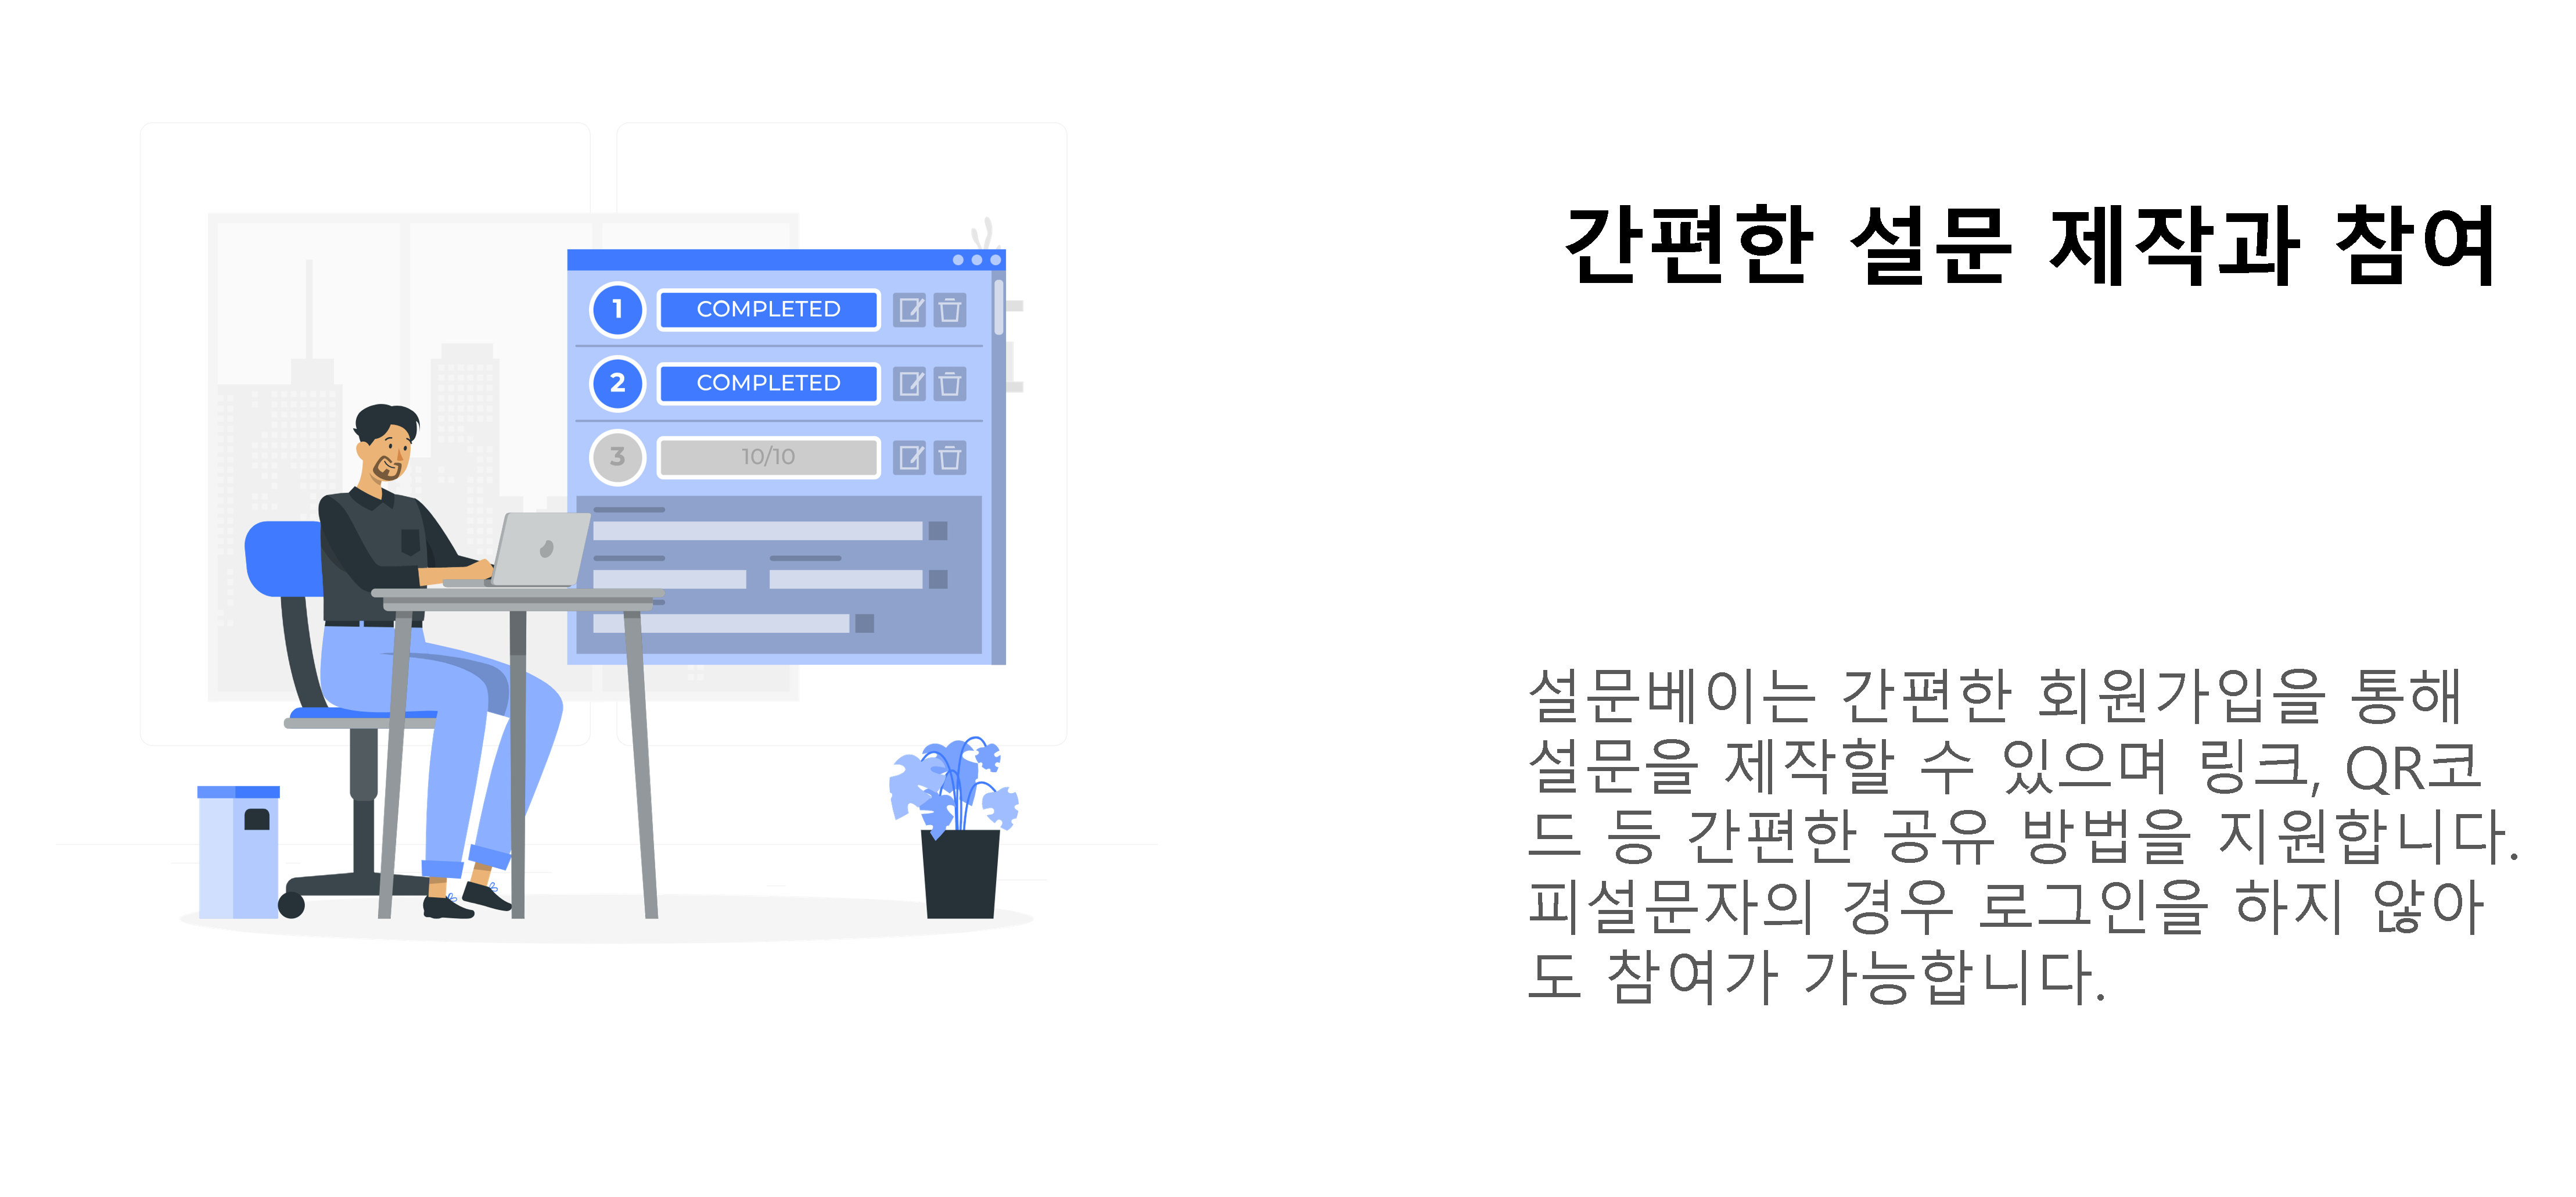 간편한 설문 제작과 참여
1 COMPLETED
2 COMPLETED
3 10/10
설문베이는 간편한 회원가입을 통해
설문을 제작할 수 있으며 링크, QR코
드 등 간편한 공유 방법을 지원합니다.
피설문자의 경우 로그인을 하지 않아
도 참여가 가능합니다.